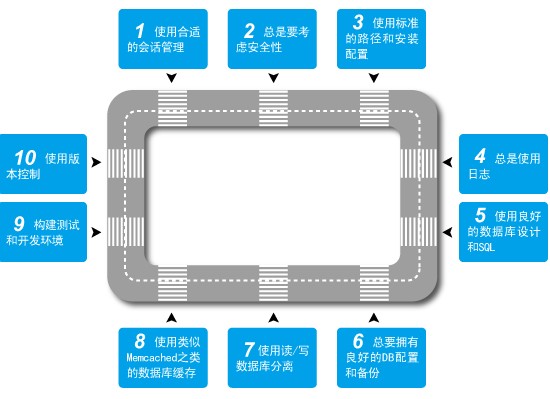 1 使用合适
的会话管理
2 总是要考
虑安全性
3 使用标准
的路径和安装
配置
4 总是使用
日志
5 使用良好
的数据库设计
和SQL
6 总要拥有
良好的DB配置
和备份
7 使用读/写
数据库分离
8 使用类似
Memcached之类
的数据库缓存
9 构建测试
和开发环境
10 使用版
本控制